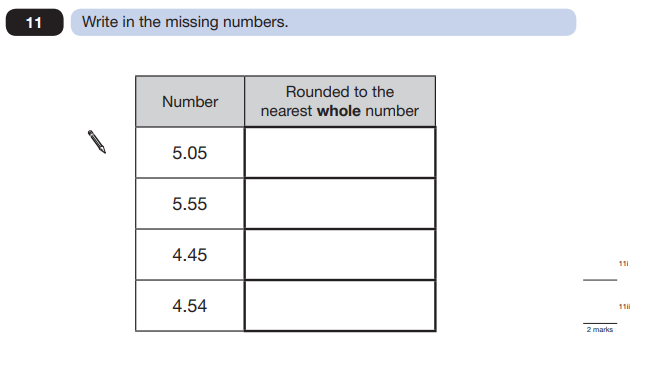 11 Write in the missing numbers.
Number
Rounded to the
nearest whole number
5.05
5.55
4.45
4.54
11i
11ii
2 marks